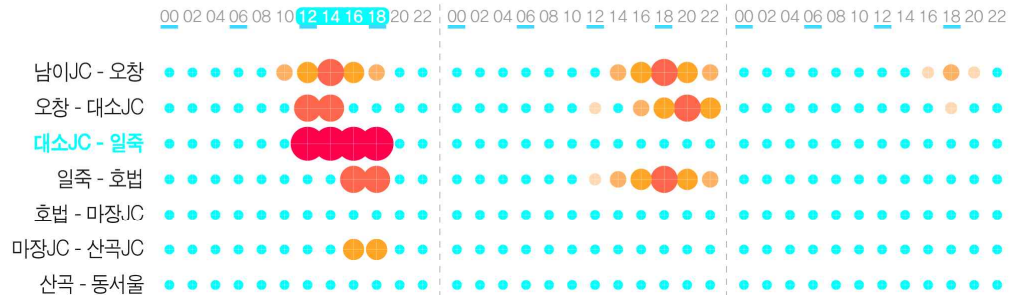 00 02 04 06 08 10 12 14 16 18 20 22 00 02 04 06 08 10 12 14 16 18 20 22 00 02 04 06 08 10 12 14 16 18 20 22
남이JC - 오창
오창 - 대소JC
대소JC - 일죽
일죽 - 호법
호법 - 마장JC
마장JC - 산곡JC
산곡 - 동서울